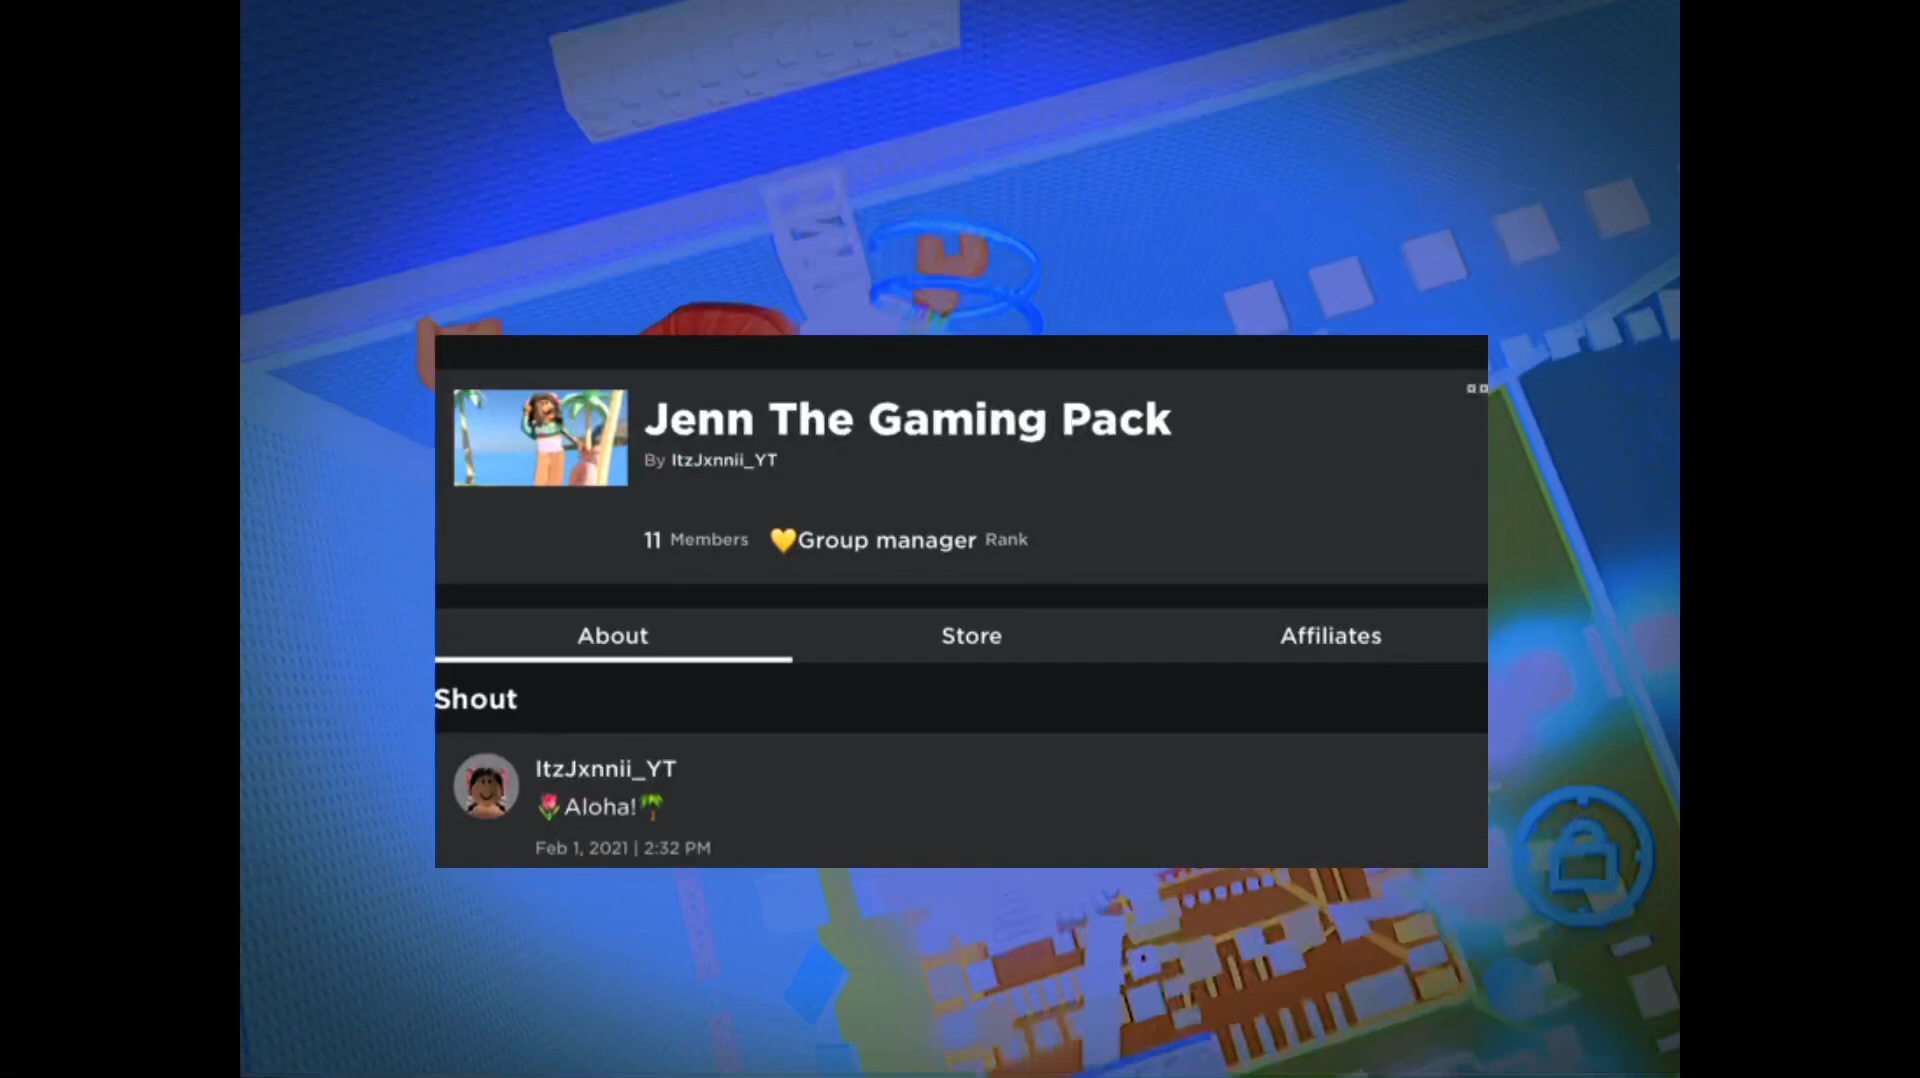 Jenn The Gaming Pack
By ItzJxnnii_YT
11 Members 💛Group manager Rank
About Store Affiliates
Shout
ItzJxnnii_YT
🌷Aloha!🌴
Feb 1, 2021 | 2:32 PM